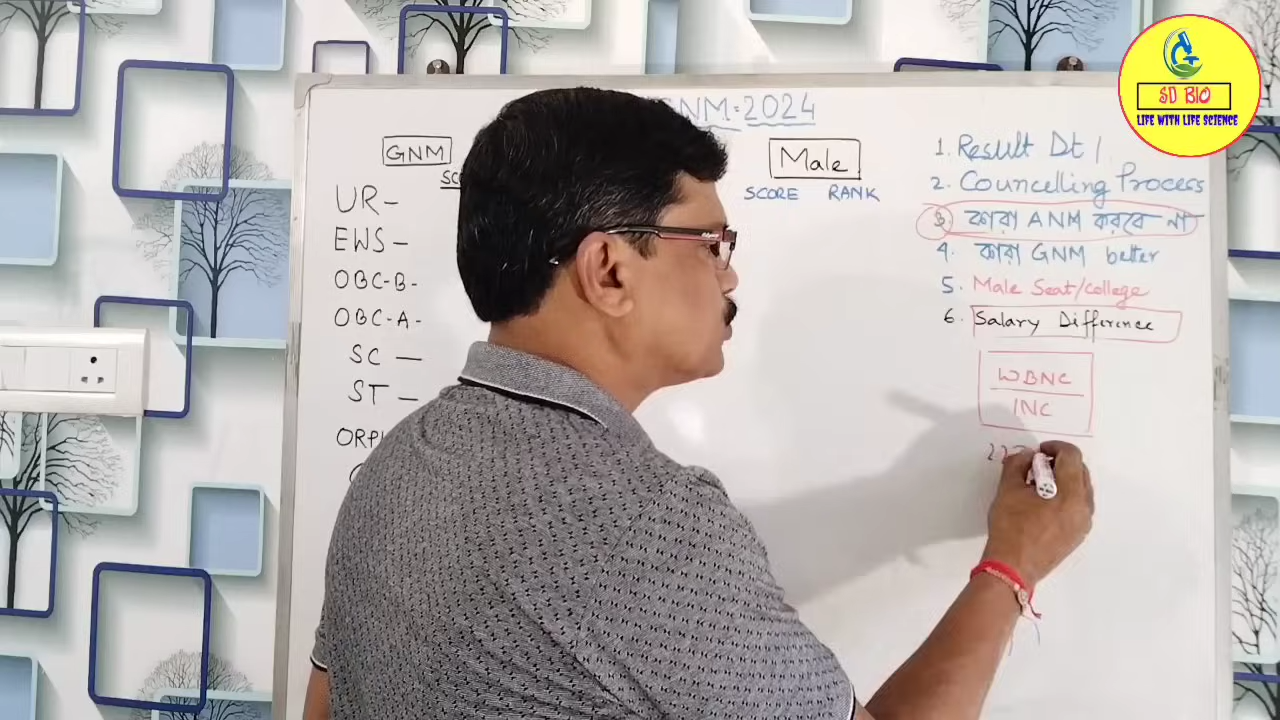 GNM=2024
GNM
UR-
EWS-
OBC-B-
OBC-A-
SC-
ST-
Male
SCORE RANK
1. Result Dt
2. Councelling Process
3. কারা ANM করবে না
4. কারা GNM better
5. Male Seat/College
6. Salary Difference
WBNC
INC
SD BIO
LIFE WITH LIFE SCIENCE